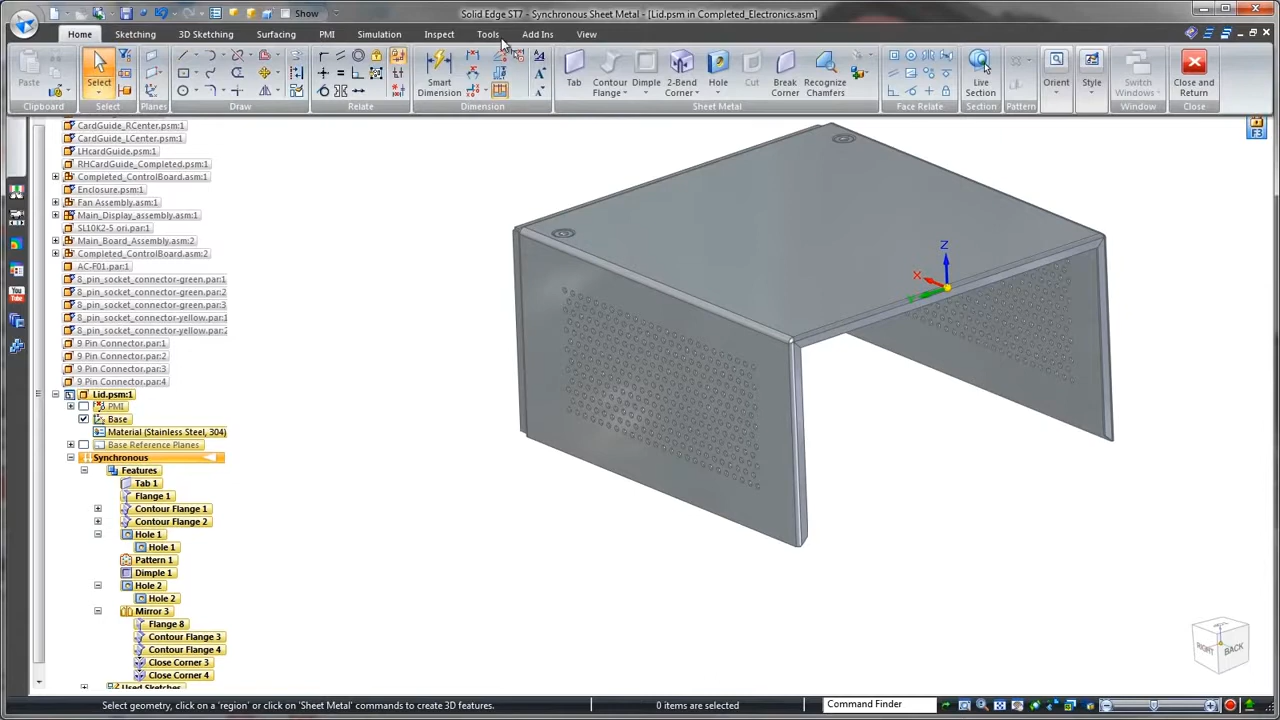 Show
Solid Edge ST7 - Synchronous Sheet Metal - [Lid.psm in Completed_Electronics.asm]
Home Sketching 3D Sketching Surfacing PMI Simulation Inspect Tools Add Ins View
Paste Select Smart Dimension Tab Contour Flange Dimple 2-Bend Corner Hole Cut Break Corner Recognize Chamfers Live Section Orient Style Switch Windows Close and Return
Clipboard Select Planes Draw Relate Dimension Sheet Metal Face Relate Section Pattern Window Close
F3
CardGuide_RCenter.psm:1
CardGuide_LCenter.psm:1
LHcardGuide.psm:1
RHCardGuide_Completed.psm:1
Completed_ControlBoard.asm:1
Enclosure.psm:1
Fan Assembly.asm:1
Main_Display_assembly.asm:1
SL10K2-5 ori.par:1
Main_Board_Assembly.asm:2
Completed_ControlBoard.asm:2
AC-F01.par:1
8_pin_socket_connector-green.par:1
8_pin_socket_connector-green.par:2
8_pin_socket_connector-green.par:3
8_pin_socket_connector-yellow.par:1
8_pin_socket_connector-yellow.par:2
9 Pin Connector.par:1
9 Pin Connector.par:2
9 Pin Connector.par:3
9 Pin Connector.par:4
Lid.psm:1
PMI
Base
Material (Stainless Steel, 304)
Base Reference Planes
Synchronous
Features
Tab 1
Flange 1
Contour Flange 1
Contour Flange 2
Hole 1
Hole 1
Pattern 1
Dimple 1
Hole 2
Hole 2
Mirror 3
Flange 8
Contour Flange 3
Contour Flange 4
Close Corner 3
Close Corner 4
Used Sketches
You Tube
Z
X
RIGHT BACK
Select geometry, click on a 'region' or click on 'Sheet Metal' commands to create 3D features. 0 items are selected Command Finder